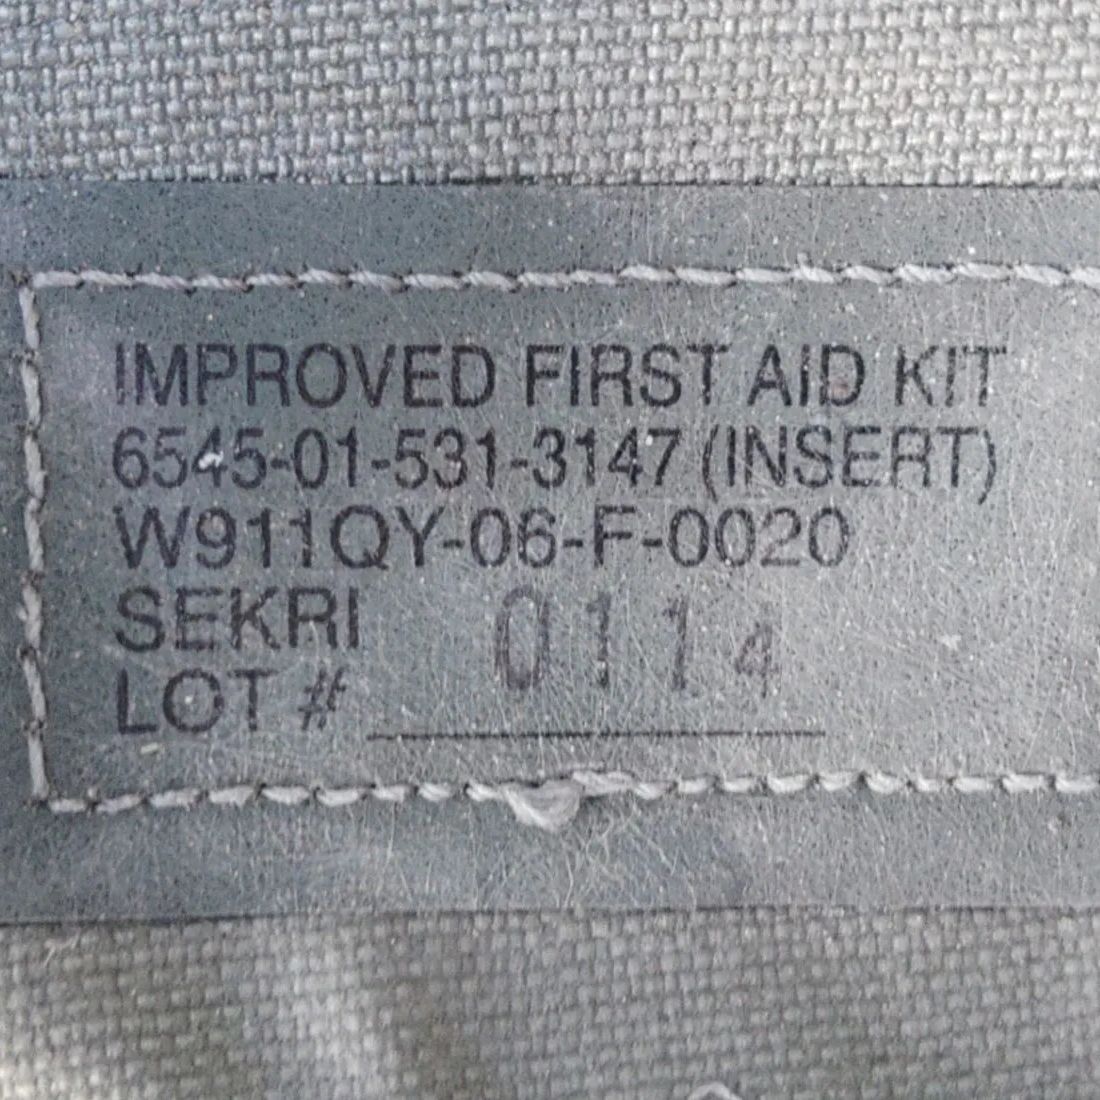 IMPROVED FIRST AID KIT
6545-01-531-3147 (INSERT)
W911QY-06-F-0020
SEKRI
LOT # 0114